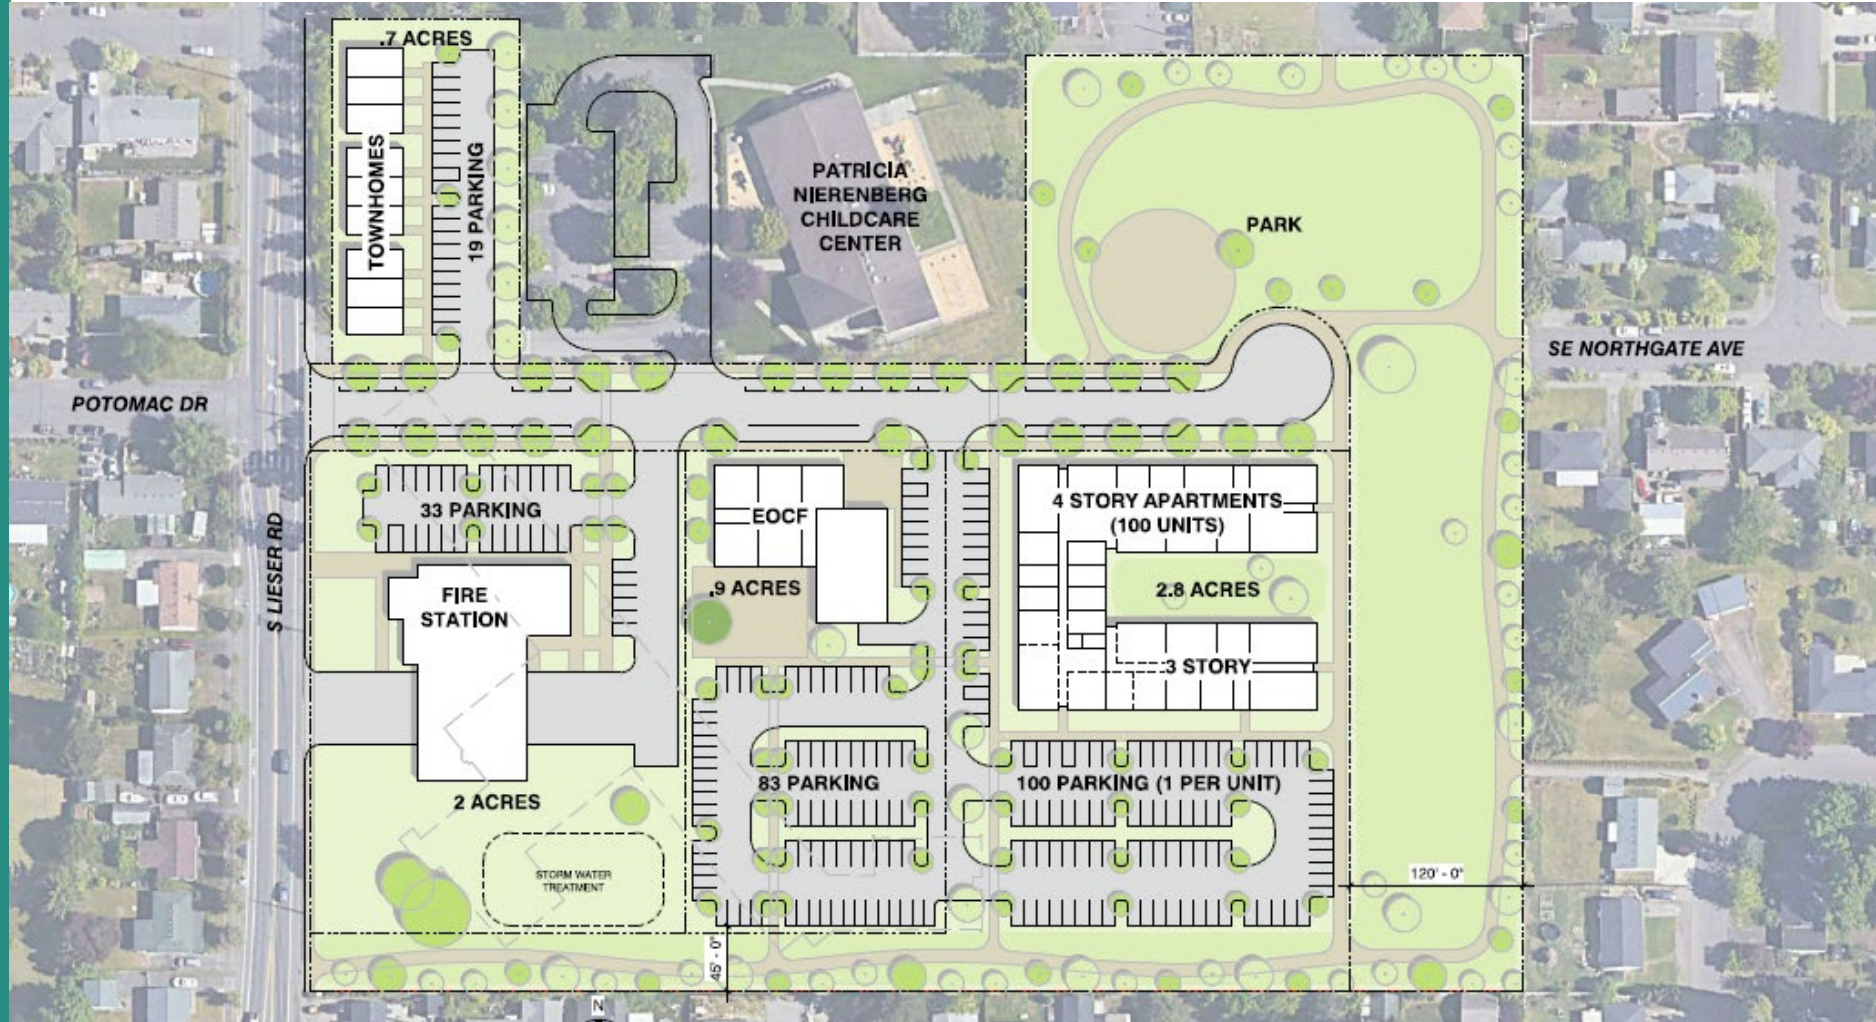 .7 ACRES
TOWNHOMES
19 PARKING
PATRICIA
NIERENBERG
CHILDCARE
CENTER
PARK
SE NORTHGATE AVE
POTOMAC DR
S LIESER RD
33 PARKING
FIRE
STATION
2 ACRES
STORM WATER
TREATMENT
EOCF
.9 ACRES
83 PARKING
4 STORY APARTMENTS
(100 UNITS)
2.8 ACRES
3 STORY
100 PARKING (1 PER UNIT)
120' - 0"
45' - 0"
N